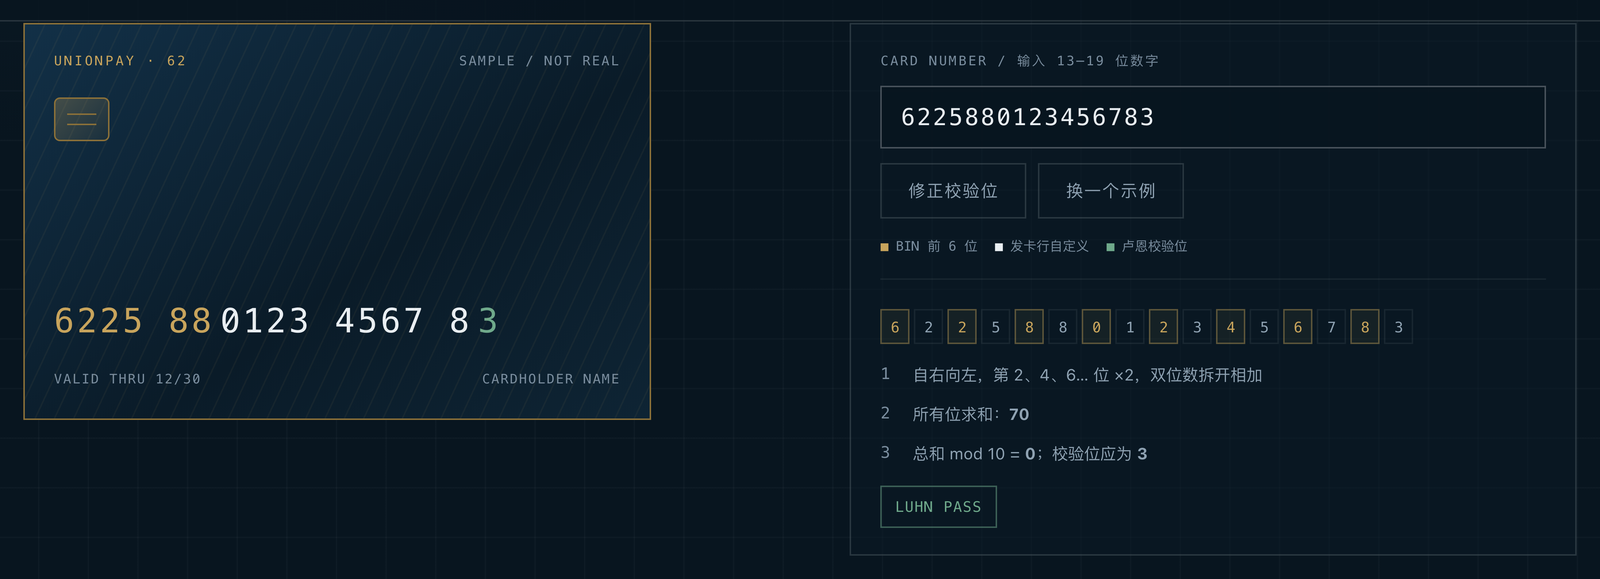 UNIONPAY · 62
SAMPLE / NOT REAL
6225 880123 4567 83
VALID THRU 12/30
CARDHOLDER NAME
CARD NUMBER / 输入 13–19 位数字
6225880123456783
修正校验位
换一个示例
BIN 前 6 位
发卡行自定义
卢恩校验位
6 2 2 5 8 8 0 1 2 3 4 5 6 7 8 3
1 自右向左，第 2、4、6… 位 ×2，双位数拆开相加
2 所有位求和：70
3 总和 mod 10 = 0；校验位应为 3
LUHN PASS